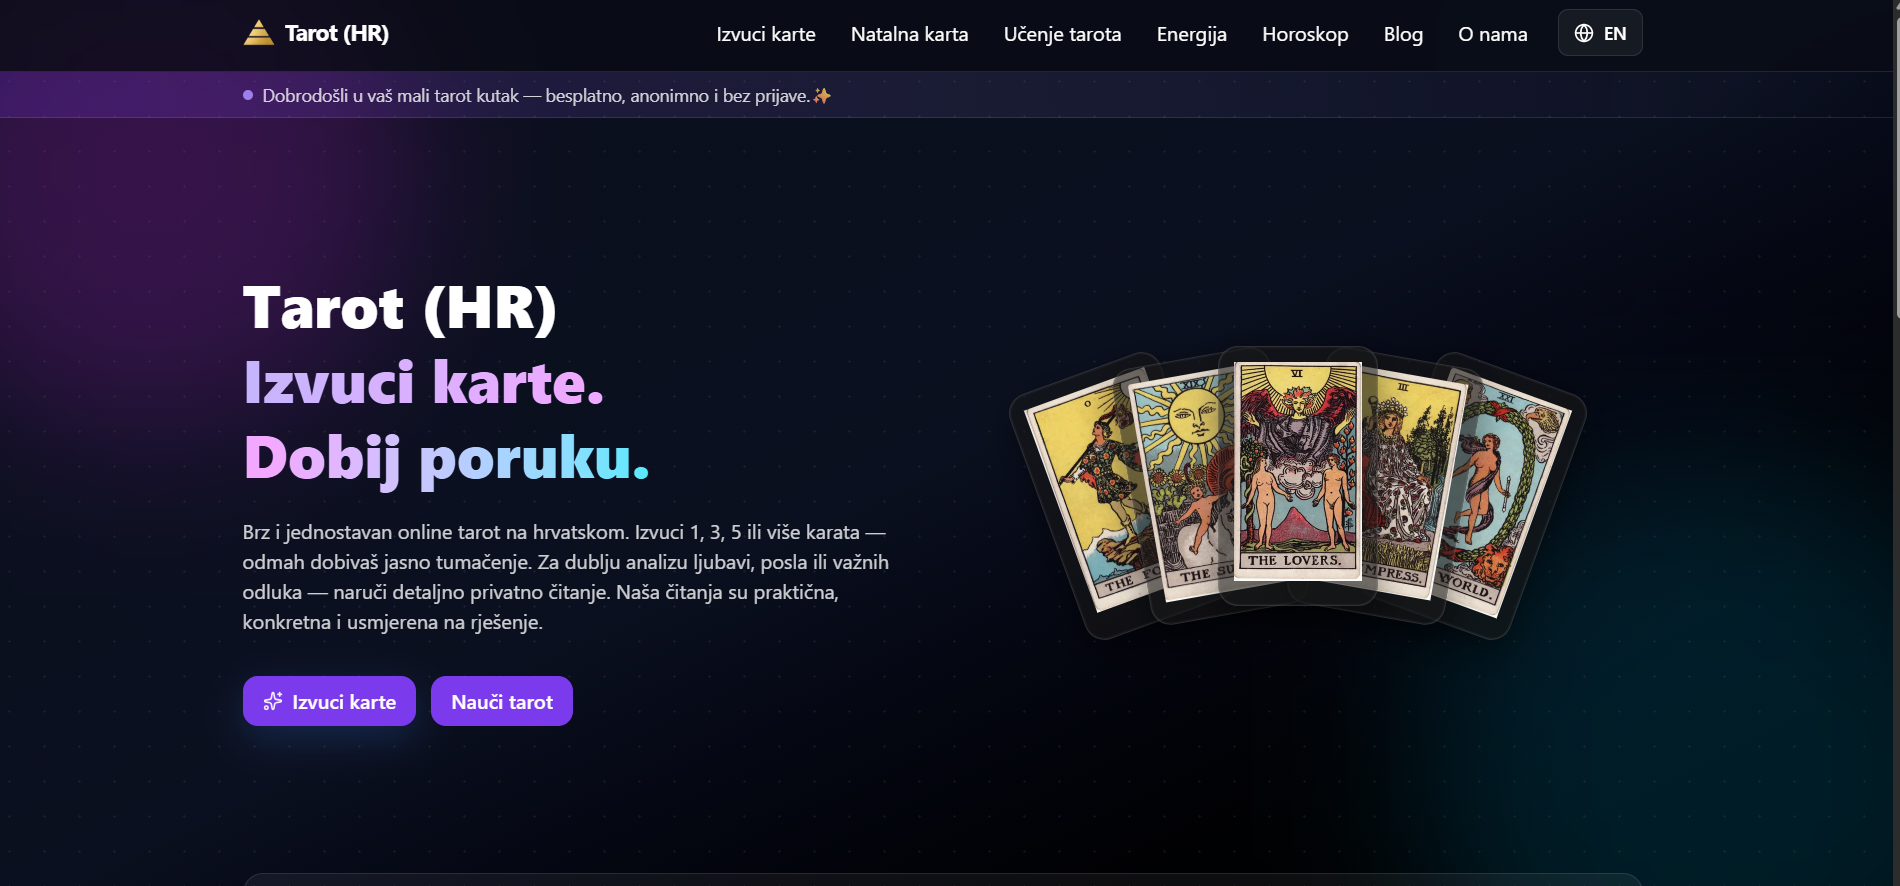 Tarot (HR)
Izvuci karte
Natalna karta
Učenje tarota
Energija
Horoskop
Blog
O nama
EN
Dobrodošli u vaš mali tarot kutak — besplatno, anonimno i bez prijave.✨
Tarot (HR)
Izvuci karte.
Dobij poruku.
Brz i jednostavan online tarot na hrvatskom. Izvuci 1, 3, 5 ili više karata —
odmah dobivaš jasno tumačenje. Za dublju analizu ljubavi, posla ili važnih
odluka — naruči detaljno privatno čitanje. Naša čitanja su praktična,
konkretna i usmjerena na rješenje.
Izvuci karte
Nauči tarot
0
XIX
VI
III
XXI
THE
THE
THE LOVERS.
WORLD.